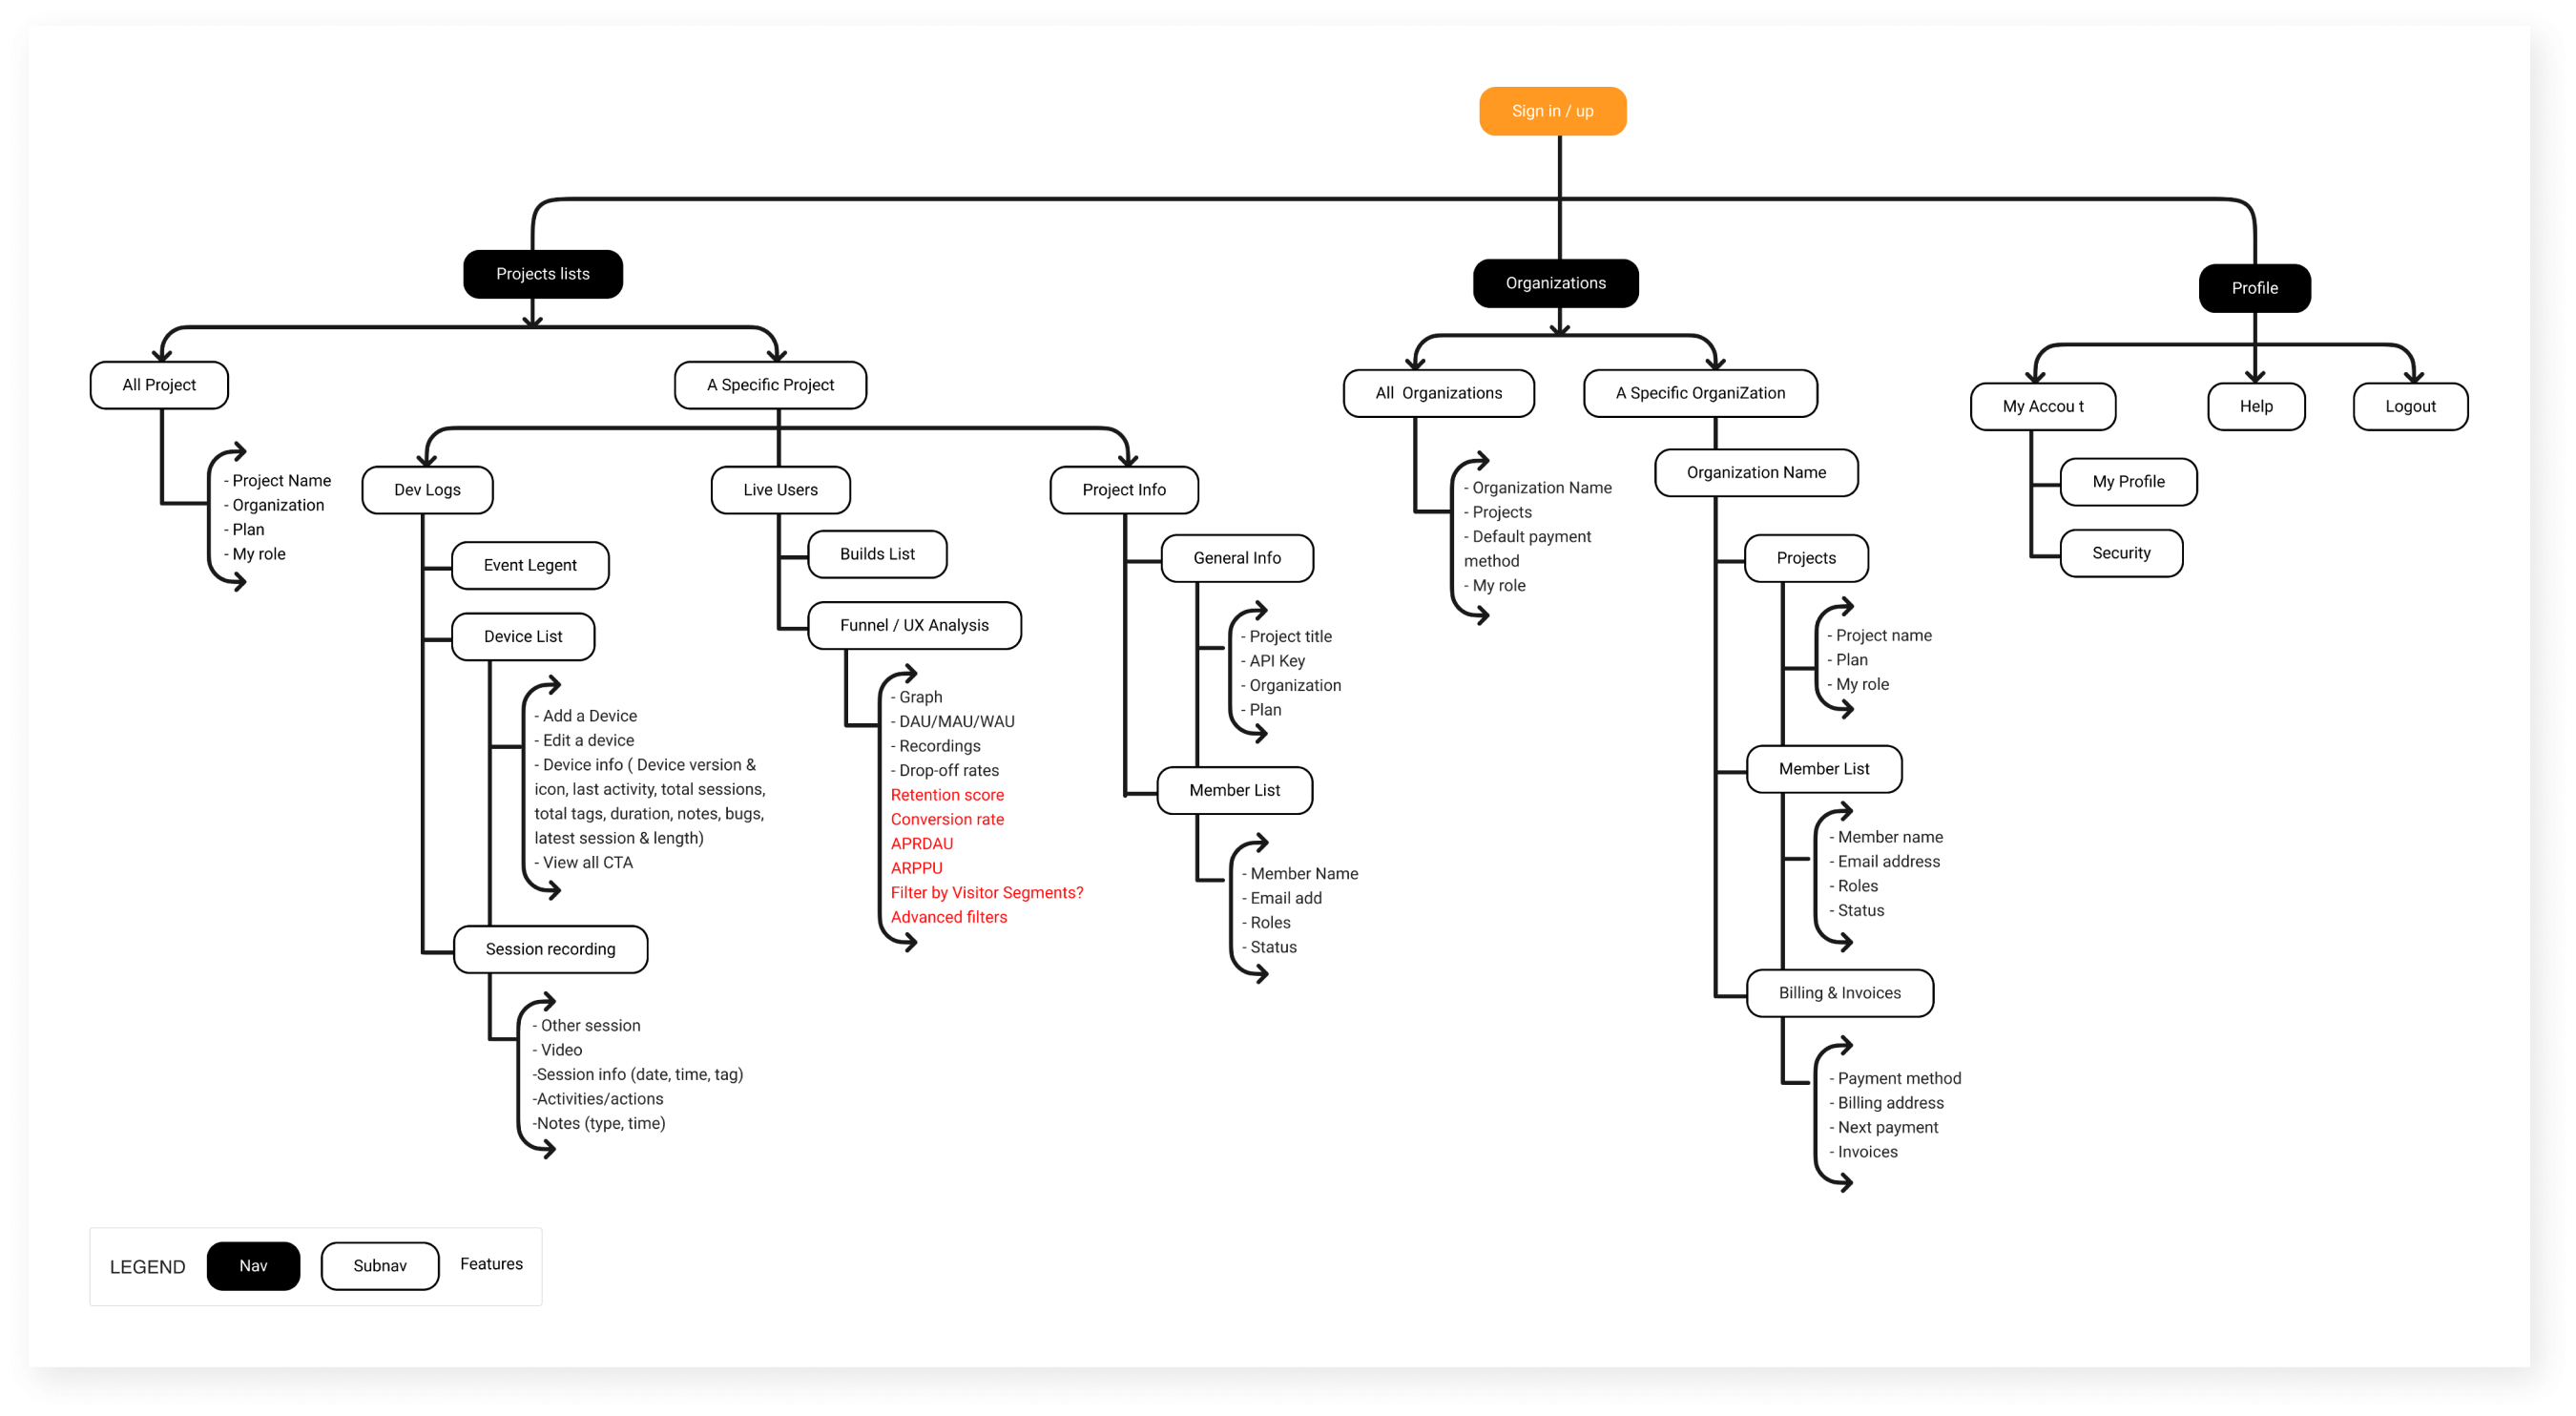 Sign in / up
Projects lists
Organizations
Profile
All Project
A Specific Project
All  Organizations
A Specific OrganiZation
My Accou t
Help
Logout
- Project Name
- Organization
- Plan
- My role
Dev Logs
Live Users
Project Info
Event Legent
Device List
- Add a Device
- Edit a device
- Device info ( Device version &
icon, last activity, total sessions,
total tags, duration, notes, bugs,
latest session & length)
- View all CTA
Session recording
- Other session
- Video
-Session info (date, time, tag)
-Activities/actions
-Notes (type, time)
Builds List
Funnel / UX Analysis
- Graph
- DAU/MAU/WAU
- Recordings
- Drop-off rates
Retention score
Conversion rate
APRDAU
ARPPU
Filter by Visitor Segments?
Advanced filters
General Info
- Project title
- API Key
- Organization
- Plan
Member List
- Member Name
- Email add
- Roles
- Status
- Organization Name
- Projects
- Default payment
method
- My role
Organization Name
Projects
- Project name
- Plan
- My role
Member List
- Member name
- Email address
- Roles
- Status
Billing & Invoices
- Payment method
- Billing address
- Next payment
- Invoices
My Profile
Security
LEGEND
Nav
Subnav
Features